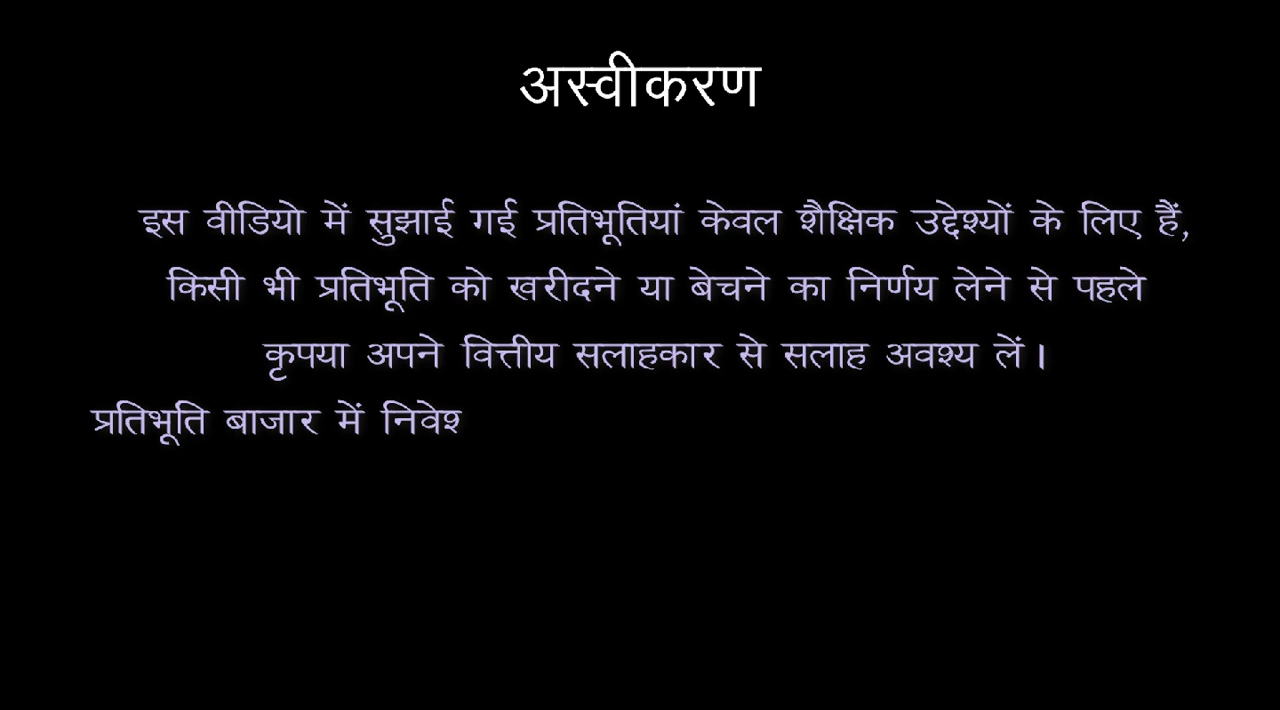 अस्वीकरण
इस वीडियो में सुझाई गई प्रतिभूतियां केवल शैक्षिक उद्देश्यों के लिए हैं,
किसी भी प्रतिभूति को खरीदने या बेचने का निर्णय लेने से पहले
कृपया अपने वित्तीय सलाहकार से सलाह अवश्य लें।
प्रतिभूति बाजार में निवेश